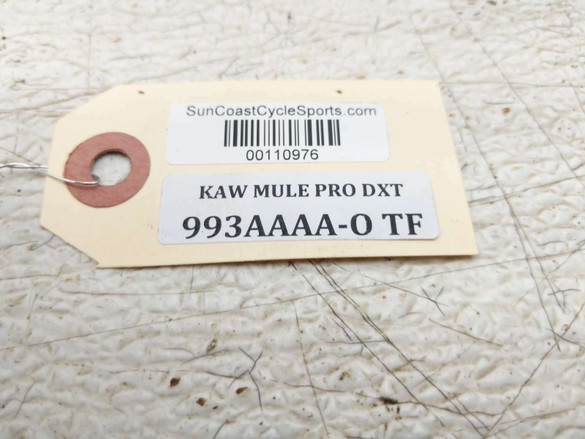 SunCoastCycleSports.com
00110976
KAW MULE PRO DXT
993AAAA-O TF